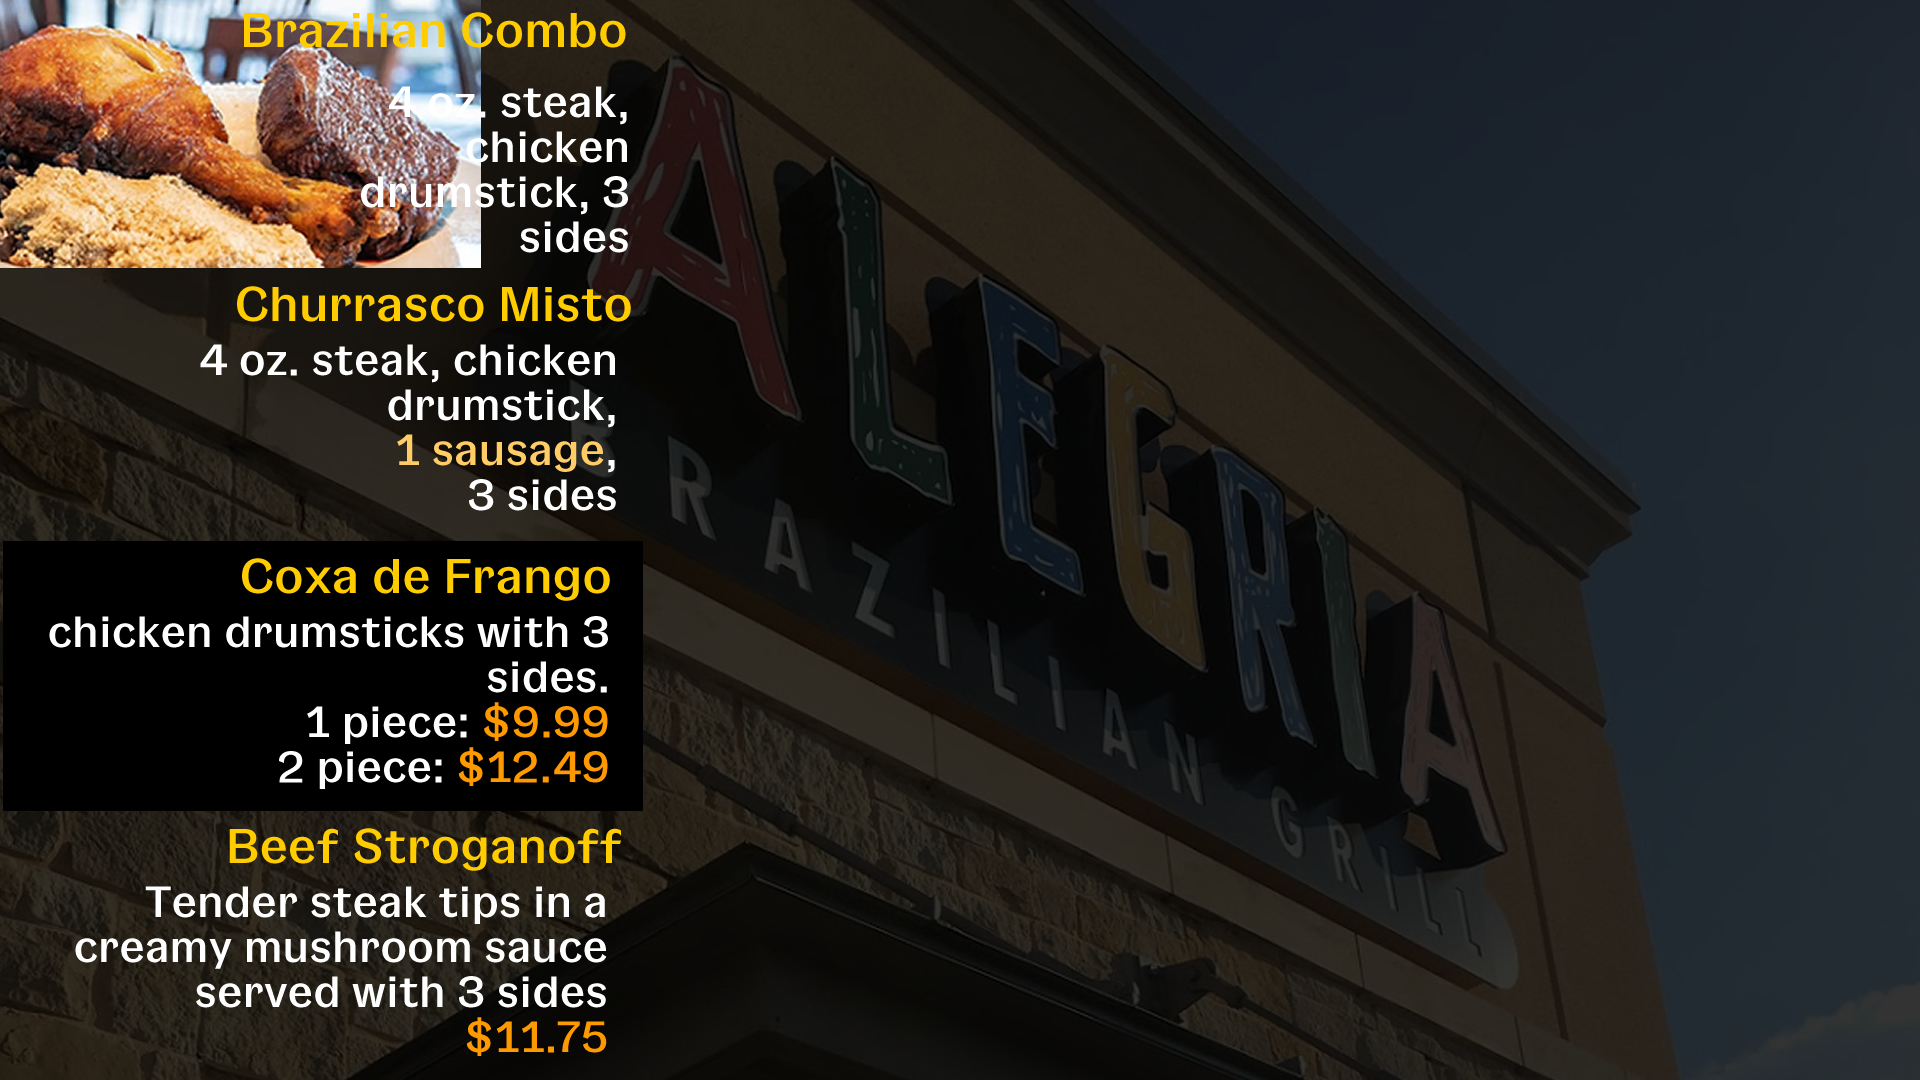 Brazilian Combo
4 oz. steak,
chicken
drumstick, 3
sides
Churrasco Misto
4 oz. steak, chicken
drumstick,
1 sausage,
3 sides
Coxa de Frango
chicken drumsticks with 3
sides.
1 piece: $9.99
2 piece: $12.49
Beef Stroganoff
Tender steak tips in a
creamy mushroom sauce
served with 3 sides
$11.75
ALEGRIA
BRAZILIAN GRILL